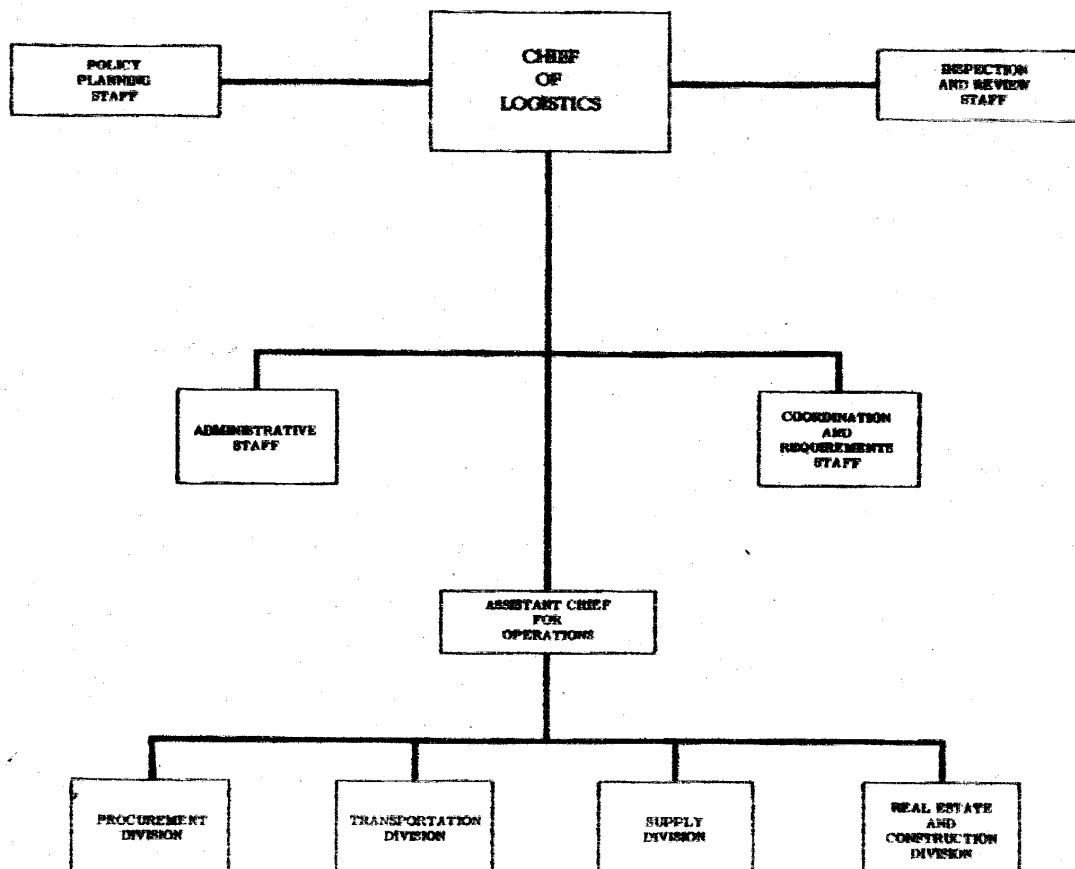 POLICY
PLANNING
STAFF
CHIEF
OF
LOGISTICS
INSPECTION
AND REVIEW
STAFF
ADMINISTRATIVE
STAFF
COORDINATION
AND
REQUIREMENTS
STAFF
ASSISTANT CHIEF
FOR
OPERATIONS
PROCUREMENT
DIVISION
TRANSPORTATION
DIVISION
SUPPLY
DIVISION
REAL ESTATE
AND
CONSTRUCTION
DIVISION